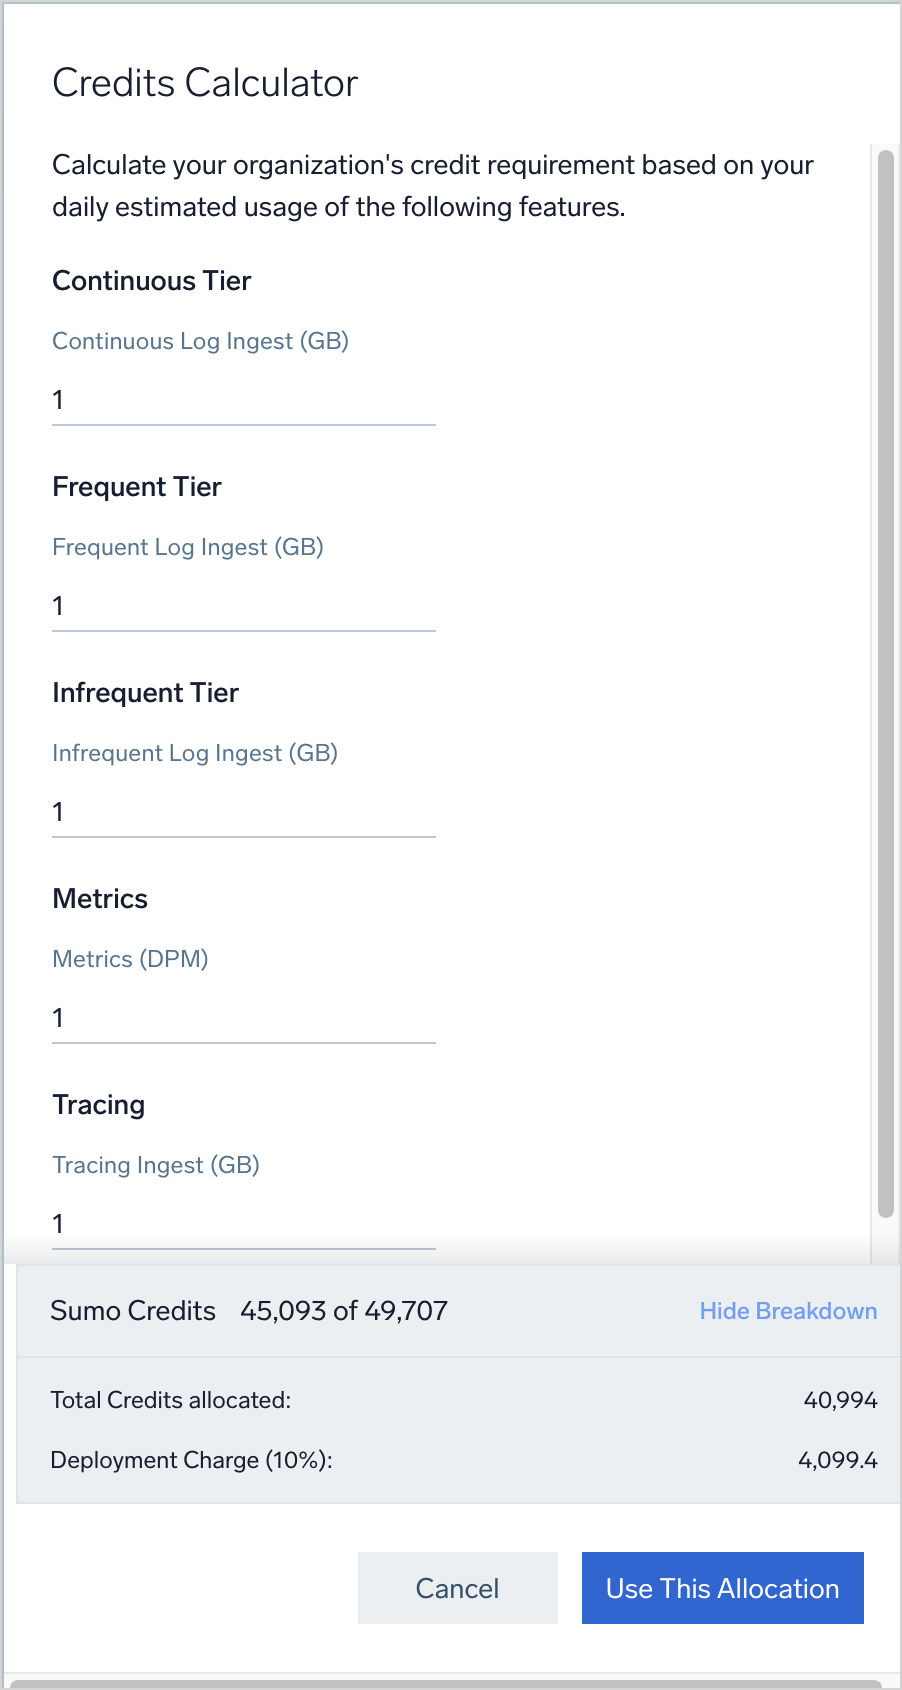 Credits Calculator
Calculate your organization's credit requirement based on your
daily estimated usage of the following features.
Continuous Tier
Continuous Log Ingest (GB)
1
Frequent Tier
Frequent Log Ingest (GB)
1
Infrequent Tier
Infrequent Log Ingest (GB)
1
Metrics
Metrics (DPM)
1
Tracing
Tracing Ingest (GB)
1
Sumo Credits 45,093 of 49,707 Hide Breakdown
Total Credits allocated: 40,994
Deployment Charge (10%): 4,099.4
Cancel Use This Allocation